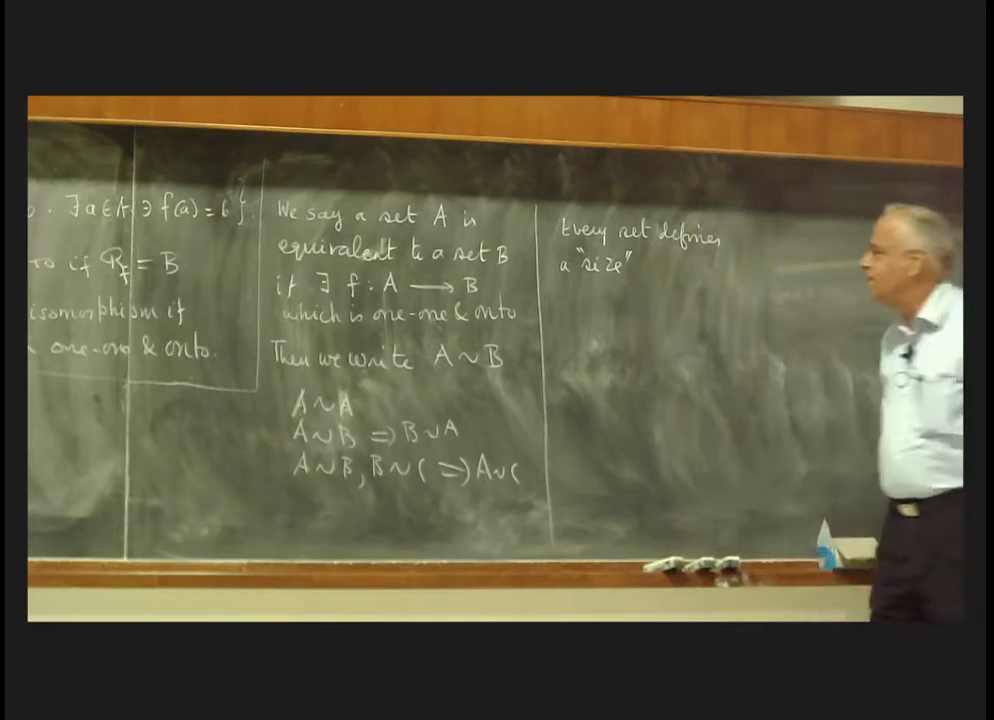 ∃ a ∈ A ∋ f(a) = b }.
if R_f = B
isomorphism if
one-one & onto.
We say a set A is
equivalent to a set B
if ∃ f : A ⟶ B
which is one-one & onto
Then we write A ~ B
A ~ A
A ~ B ⇒ B ~ A
A ~ B, B ~ C ⇒ A ~ C
Every set defines
a "size"